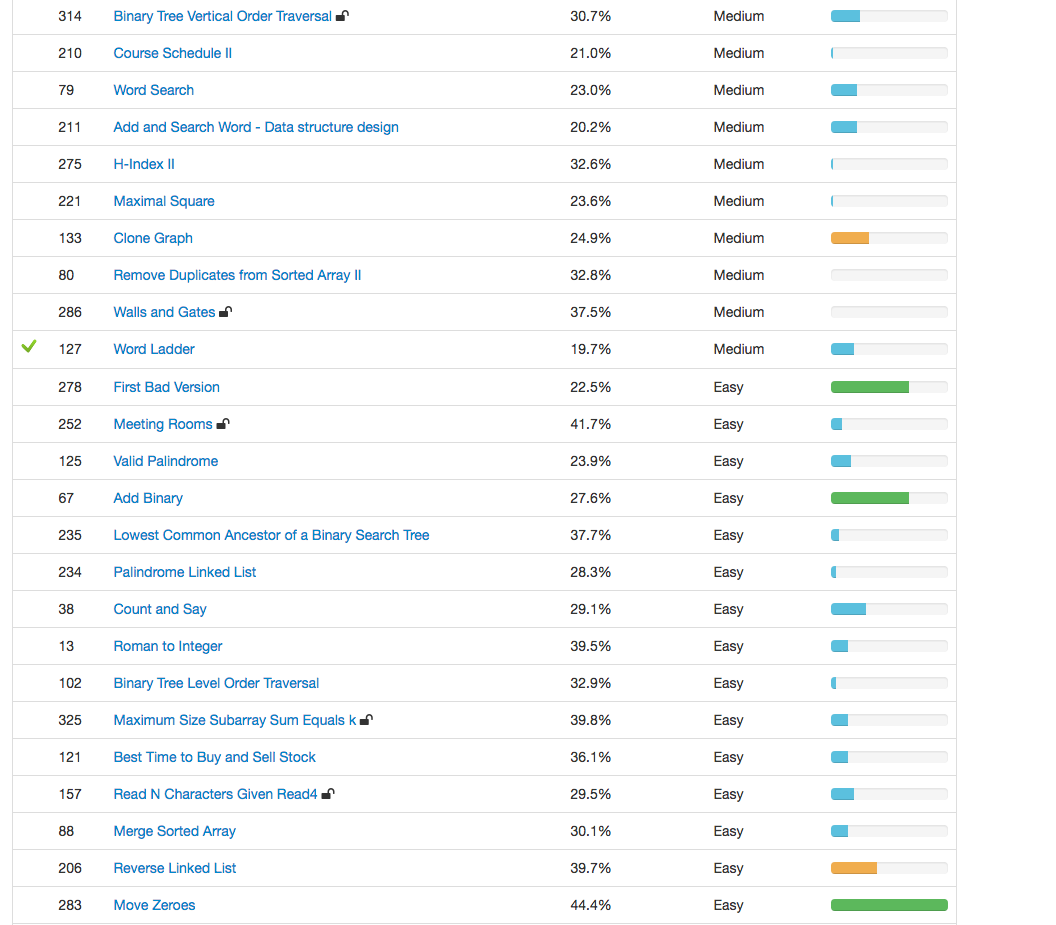 314 Binary Tree Vertical Order Traversal 30.7% Medium
210 Course Schedule II 21.0% Medium
79 Word Search 23.0% Medium
211 Add and Search Word - Data structure design 20.2% Medium
275 H-Index II 32.6% Medium
221 Maximal Square 23.6% Medium
133 Clone Graph 24.9% Medium
80 Remove Duplicates from Sorted Array II 32.8% Medium
286 Walls and Gates 37.5% Medium
127 Word Ladder 19.7% Medium
278 First Bad Version 22.5% Easy
252 Meeting Rooms 41.7% Easy
125 Valid Palindrome 23.9% Easy
67 Add Binary 27.6% Easy
235 Lowest Common Ancestor of a Binary Search Tree 37.7% Easy
234 Palindrome Linked List 28.3% Easy
38 Count and Say 29.1% Easy
13 Roman to Integer 39.5% Easy
102 Binary Tree Level Order Traversal 32.9% Easy
325 Maximum Size Subarray Sum Equals k 39.8% Easy
121 Best Time to Buy and Sell Stock 36.1% Easy
157 Read N Characters Given Read4 29.5% Easy
88 Merge Sorted Array 30.1% Easy
206 Reverse Linked List 39.7% Easy
283 Move Zeroes 44.4% Easy